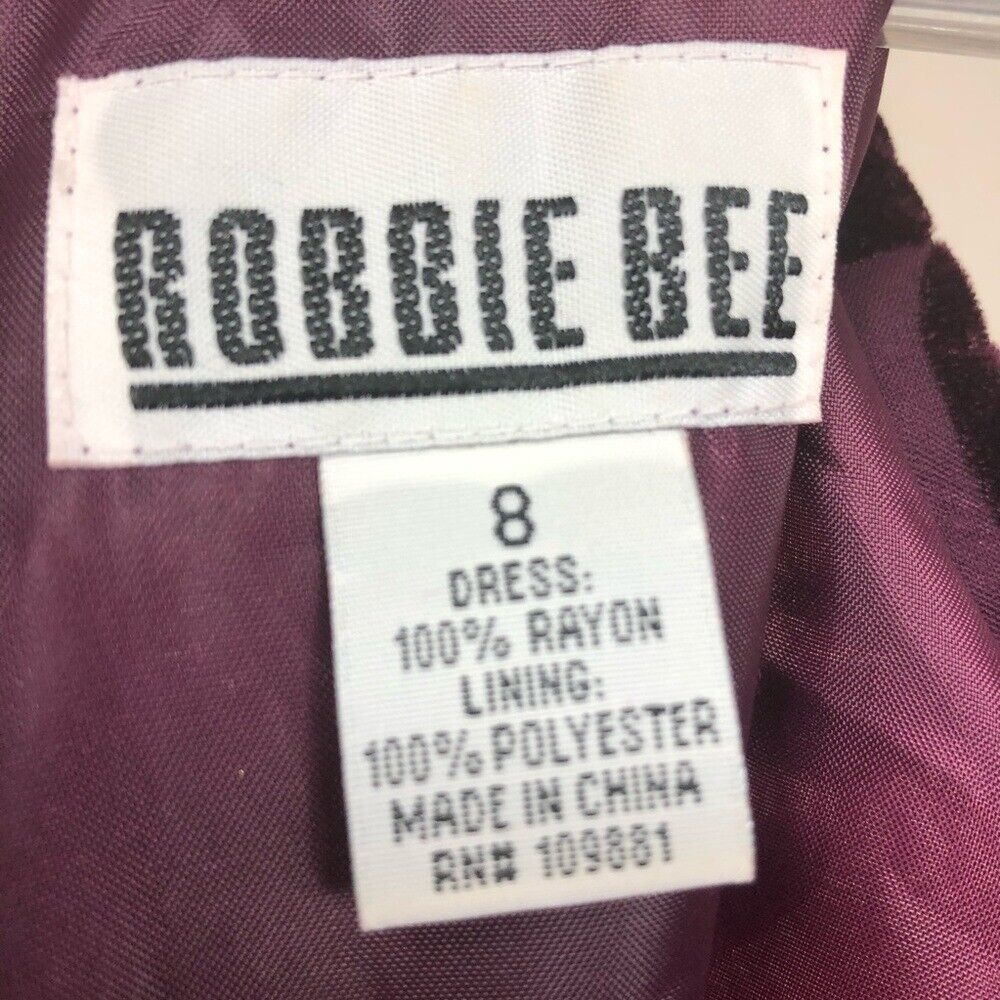 ROBBIE BEE
8
DRESS:
100% RAYON
LINING:
100% POLYESTER
MADE IN CHINA
RN# 109881